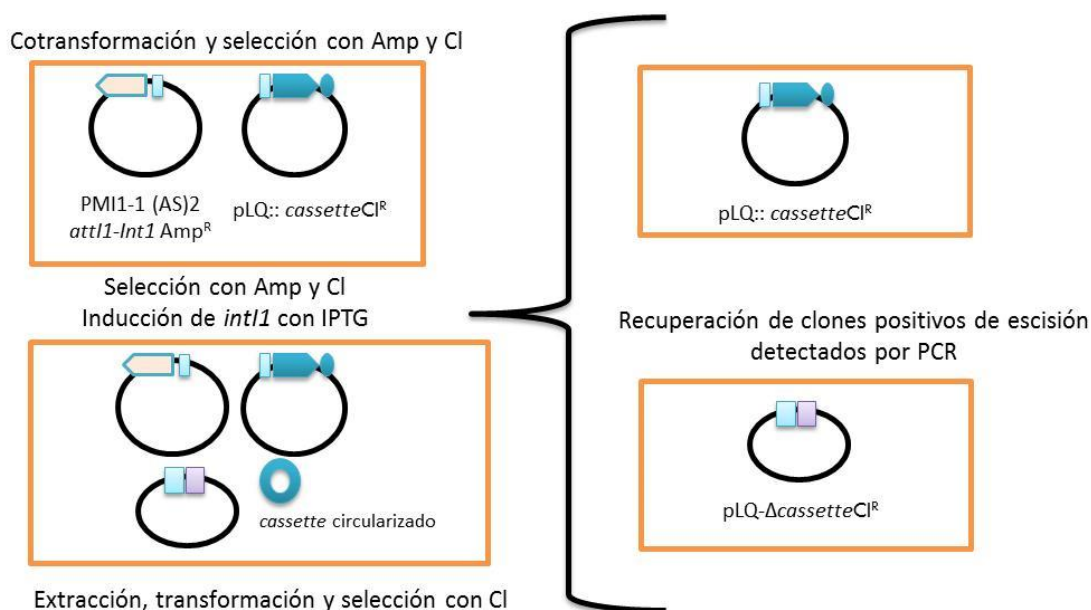 Cotransformación y selección con Amp y Cl
PMI1-1 (AS)2
attI1-Int1 Ampᴿ
pLQ:: cassetteClᴿ
Selección con Amp y Cl
Inducción de intI1 con IPTG
cassette circularizado
Extracción, transformación y selección con Cl
pLQ:: cassetteClᴿ
Recuperación de clones positivos de escisión
detectados por PCR
pLQ-ΔcassetteClᴿ